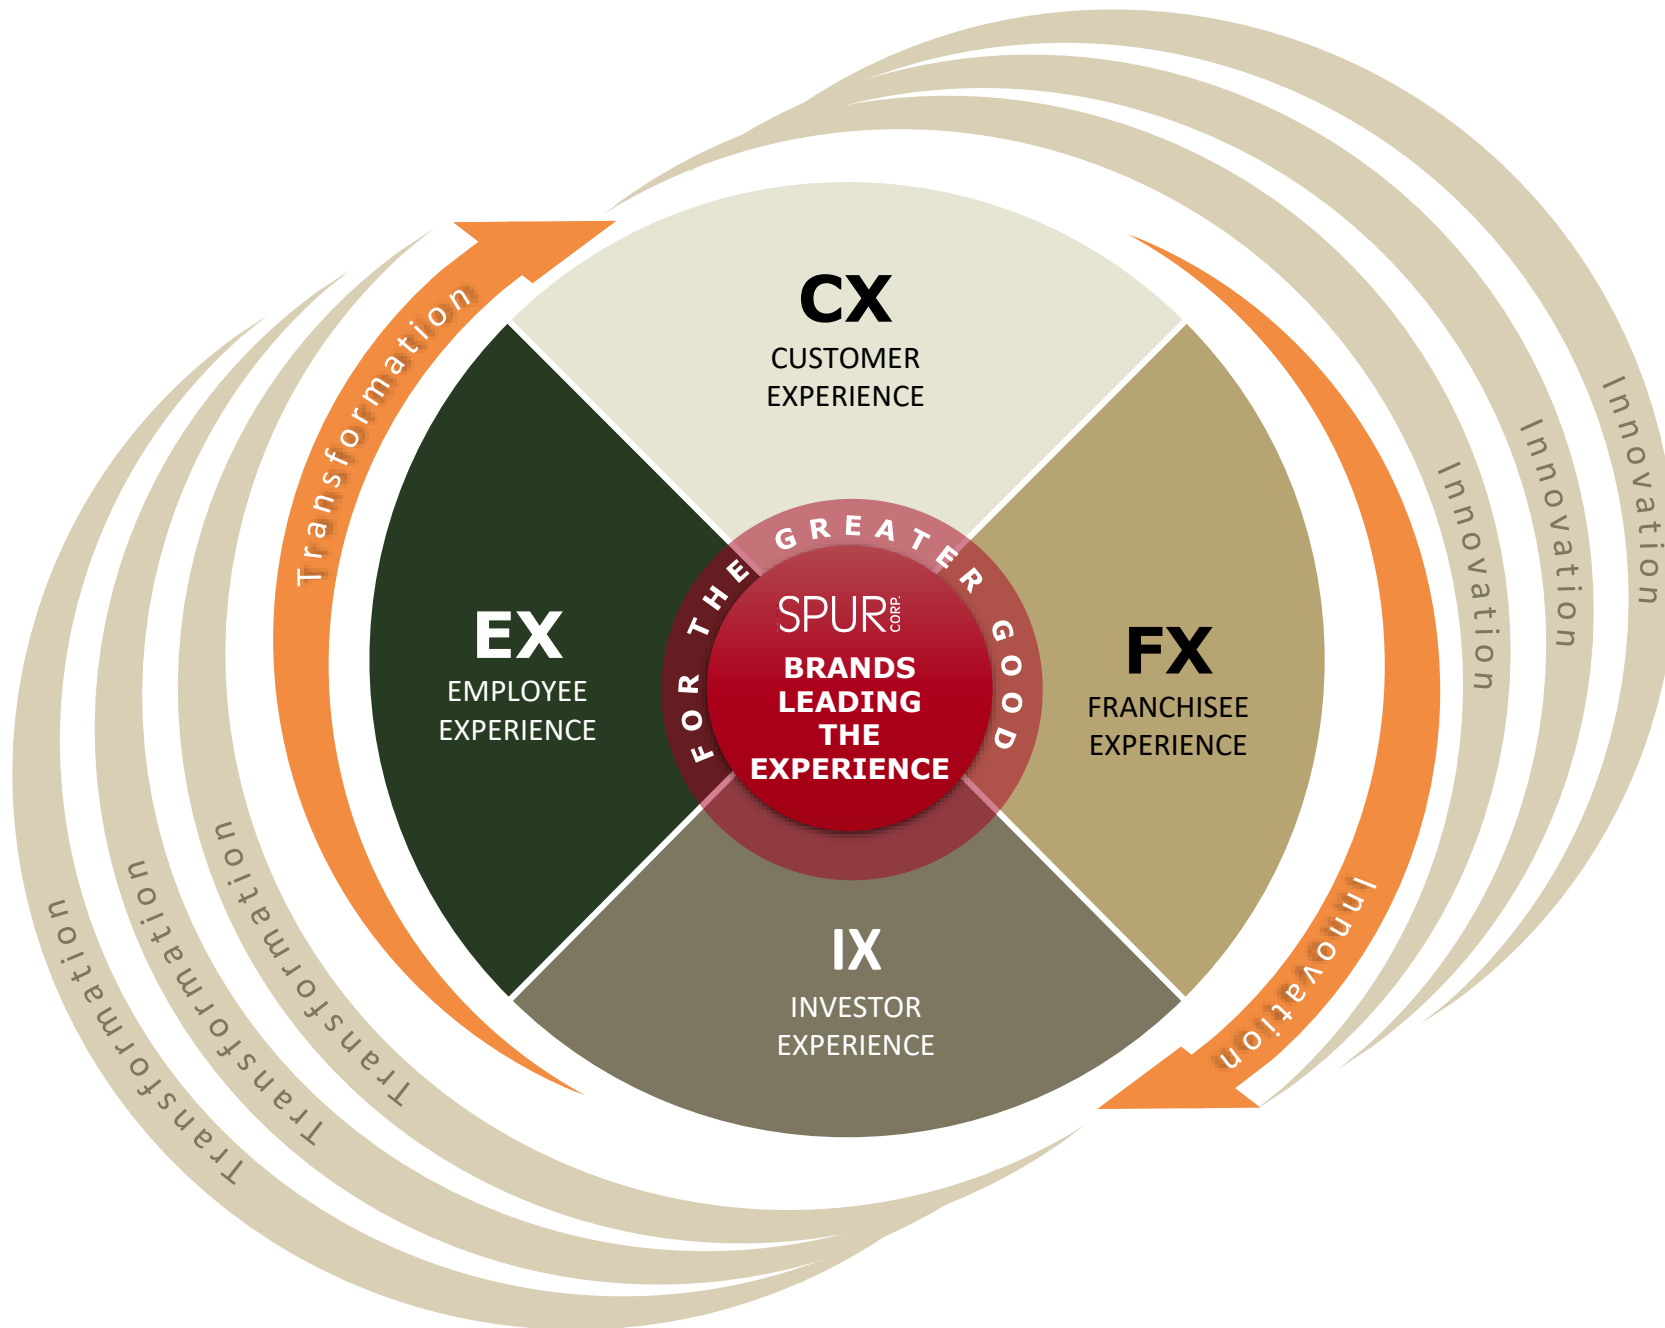 CX
CUSTOMER
EXPERIENCE
FOR THE GREATER GOOD
SPUR
CORP.
BRANDS
LEADING
THE
EXPERIENCE
EX
EMPLOYEE
EXPERIENCE
FX
FRANCHISEE
EXPERIENCE
IX
INVESTOR
EXPERIENCE
Transformation
Innovation
Transformation
Transformation
Transformation
Innovation
Innovation
Innovation